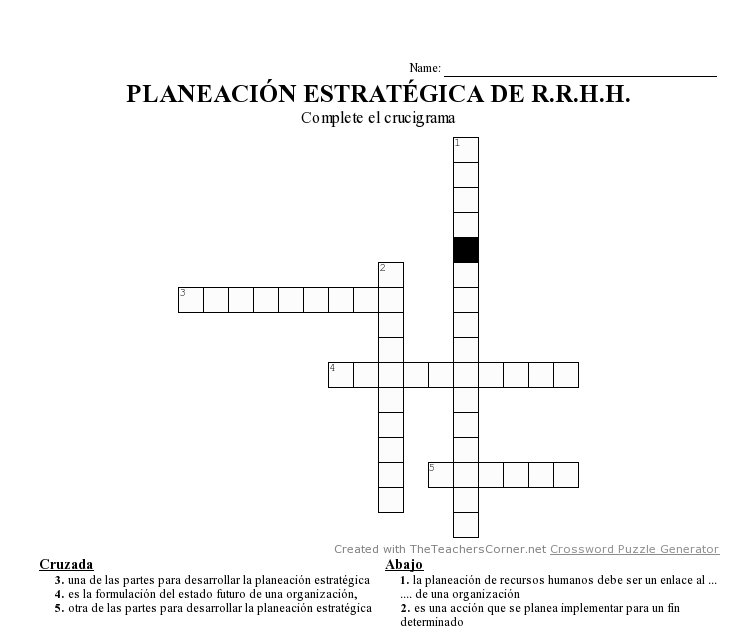 Name:
PLANEACIÓN ESTRATÉGICA DE R.R.H.H.
Complete el crucigrama
1
2
3
4
5
Created with TheTeachersCorner.net Crossword Puzzle Generator
Cruzada
3. una de las partes para desarrollar la planeación estratégica
4. es la formulación del estado futuro de una organización,
5. otra de las partes para desarrollar la planeación estratégica
Abajo
1. la planeación de recursos humanos debe ser un enlace al ...
.... de una organización
2. es una acción que se planea implementar para un fin
determinado